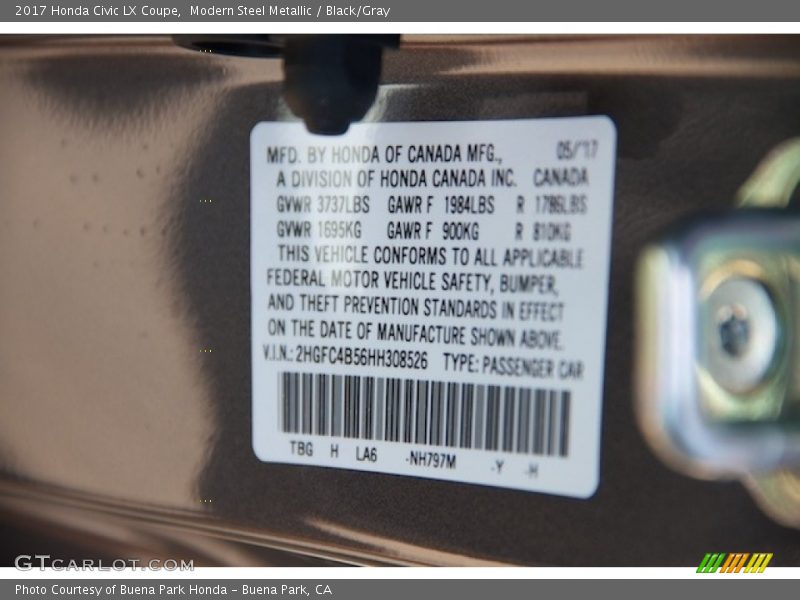 2017 Honda Civic LX Coupe,  Modern Steel Metallic / Black/Gray
MFD. BY HONDA OF CANADA MFG., 05/'17
A DIVISION OF HONDA CANADA INC. CANADA
GVWR 3737LBS GAWR F 1984LBS R 1786LBS
GVWR 1695KG GAWR F 900KG R 810KG
THIS VEHICLE CONFORMS TO ALL APPLICABLE
FEDERAL MOTOR VEHICLE SAFETY, BUMPER,
AND THEFT PREVENTION STANDARDS IN EFFECT
ON THE DATE OF MANUFACTURE SHOWN ABOVE.
V.I.N.: 2HGFC4B56HH308526 TYPE: PASSENGER CAR
TBG H LA6 -NH797M -Y -H
GTCARLOT.COM
Photo Courtesy of Buena Park Honda – Buena Park, CA